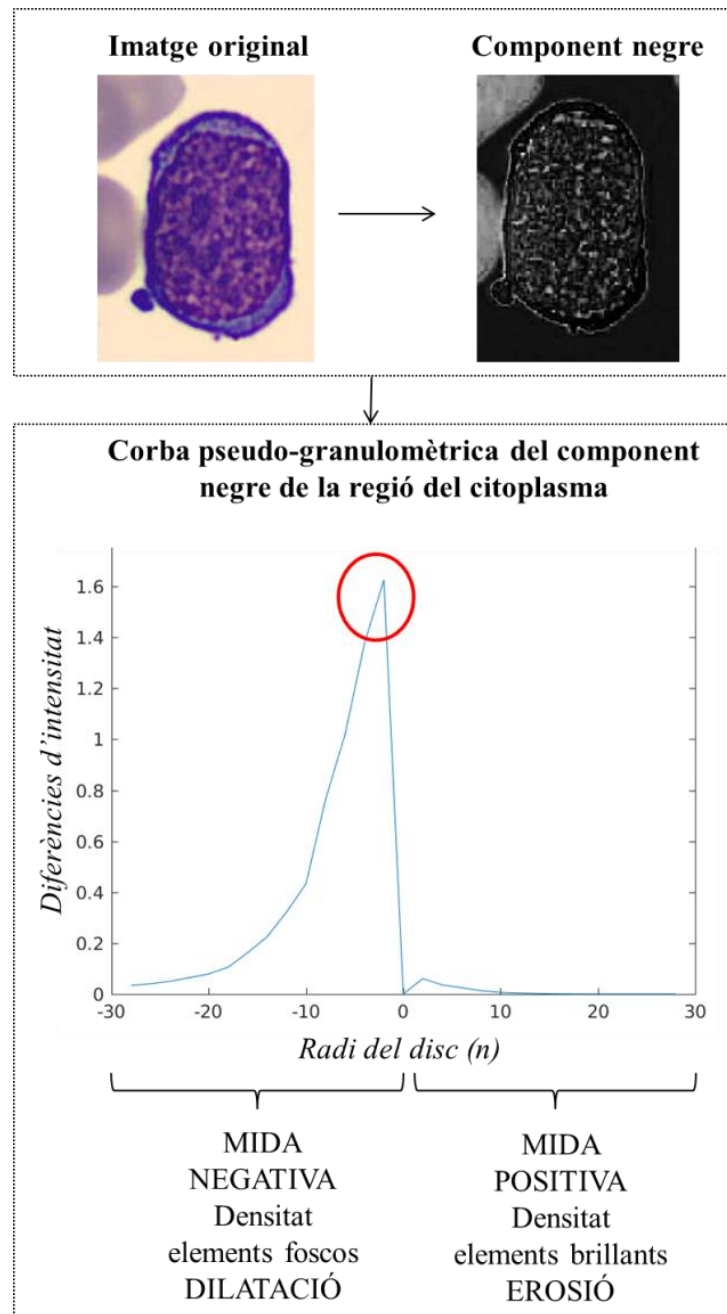 Imatge original
Component negre
Corba pseudo-granulomètrica del component
negre de la regió del citoplasma
Diferències d'intensitat
1.6
1.4
1.2
1
0.8
0.6
0.4
0.2
0
-30
-20
-10
0
10
20
30
Radi del disc (n)
MIDA
NEGATIVA
Densitat
elements foscos
DILATACIÓ
MIDA
POSITIVA
Densitat
elements brillants
EROSIÓ